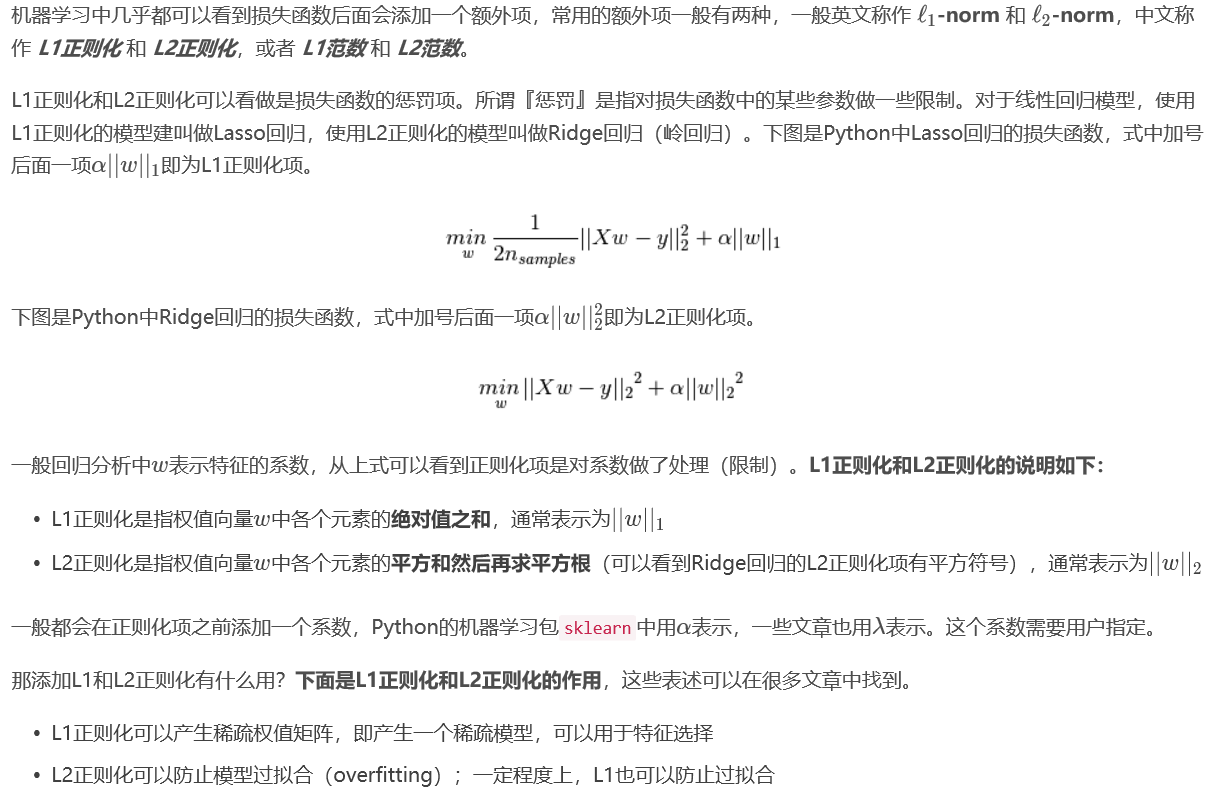 机器学习中几乎都可以看到损失函数后面会添加一个额外项，常用的额外项一般有两种，一般英文称作 ℓ₁-norm 和 ℓ₂-norm，中文称
作 L1正则化 和 L2正则化，或者 L1范数 和 L2范数。
L1正则化和L2正则化可以看做是损失函数的惩罚项。所谓『惩罚』是指对损失函数中的某些参数做一些限制。对于线性回归模型，使用
L1正则化的模型建叫做Lasso回归，使用L2正则化的模型叫做Ridge回归（岭回归）。下图是Python中Lasso回归的损失函数，式中加号
后面一项α||w||₁即为L1正则化项。
min_w 1/(2n_samples) ||Xw − y||₂² + α||w||₁
下图是Python中Ridge回归的损失函数，式中加号后面一项α||w||₂²即为L2正则化项。
min_w ||Xw − y||₂² + α||w||₂²
一般回归分析中w表示特征的系数，从上式可以看到正则化项是对系数做了处理（限制）。L1正则化和L2正则化的说明如下：
• L1正则化是指权值向量w中各个元素的绝对值之和，通常表示为||w||₁
• L2正则化是指权值向量w中各个元素的平方和然后再求平方根（可以看到Ridge回归的L2正则化项有平方符号），通常表示为||w||₂
一般都会在正则化项之前添加一个系数，Python的机器学习包sklearn中用α表示，一些文章也用λ表示。这个系数需要用户指定。
那添加L1和L2正则化有什么用？下面是L1正则化和L2正则化的作用，这些表述可以在很多文章中找到。
• L1正则化可以产生稀疏权值矩阵，即产生一个稀疏模型，可以用于特征选择
• L2正则化可以防止模型过拟合（overfitting）；一定程度上，L1也可以防止过拟合